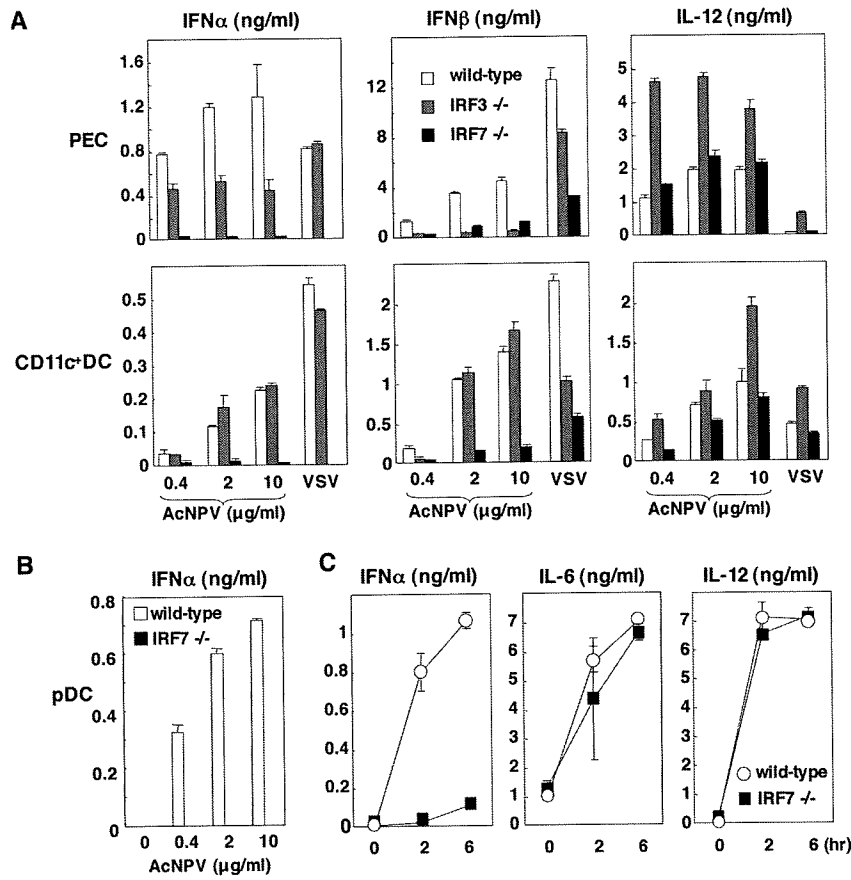 A
IFNα (ng/ml)
IFNβ (ng/ml)
IL-12 (ng/ml)
PEC
1.6
1.2
0.8
0.4
0
12
8
4
0
wild-type
IRF3 -/-
IRF7 -/-
5
4
3
2
1
0
CD11c+DC
0.5
0.4
0.3
0.2
0.1
0
2
1.5
1
0.5
0
2
1.5
1
0.5
0
0.4 2 10 VSV
AcNPV (µg/ml)
0.4 2 10 VSV
AcNPV (µg/ml)
0.4 2 10 VSV
AcNPV (µg/ml)
B
IFNα (ng/ml)
pDC
0.8
0.6
0.4
0.2
0
wild-type
IRF7 -/-
0 0.4 2 10
AcNPV (µg/ml)
C
IFNα (ng/ml)
IL-6 (ng/ml)
IL-12 (ng/ml)
1
0.8
0.6
0.4
0.2
0
0 2 6
7
6
5
4
3
2
1
0
0 2 6
7
6
5
4
3
2
1
0
wild-type
IRF7 -/-
0 2 6 (hr)